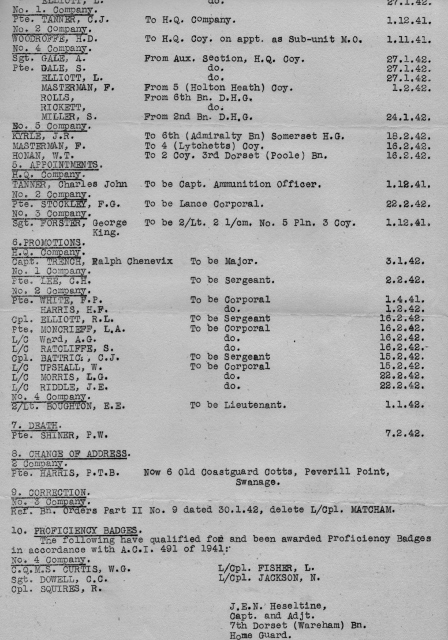 ELLIOTT, L. do. 27.1.42.
No. 1. Company.
Pte. TANNER, C.J. To H.Q. Company. 1.12.41.
No. 2 Company.
WOODROFFE, H.D. To H.Q. Coy. on appt. as Sub-unit M.O. 1.11.41.
No. 4 Company.
Sgt. GALE, A. From Aux. Section, H.Q. Coy. 27.1.42.
Pte. GALE, S. do. 27.1.42.
ELLIOTT, L. do. 27.1.42.
MASTERMAN, F. From 5 (Holton Heath) Coy. 1.2.42.
ROLLS, From 6th Bn. D.H.G.
RICKETT, do.
MILLER, S. From 2nd Bn. D.H.G. 24.1.42.
No. 5 Company.
KYRLE, J.R. To 6th (Admiralty Bn) Somerset H.G. 18.2.42.
MASTERMAN, F. To 4 (Lytchetts) Coy. 16.2.42.
HONAN, W.T. To 2 Coy. 3rd Dorset (Poole) Bn. 16.2.42.
5. APPOINTMENTS.
H.Q. Company.
TANNER, Charles John To be Capt. Ammunition Officer. 1.12.41.
No. 2 Company.
Pte. STOCKLEY, F.G. To be Lance Corporal. 22.2.42.
No. 3 Company.
Sgt. FORSTER, George To be 2/Lt. 2 i/cm. No. 5 Pln. 3 Coy. 1.12.41.
King.
6.PROMOTIONS.
H.Q. Company.
Capt. TRENCH, Ralph Chenevix To be Major. 3.1.42.
No. 1 Company.
Pte. LEE, C.H. To be Sergeant. 2.2.42.
No. 2 Company.
Pte. WHITE, F.P. To be Corporal 1.4.41.
HARRIS, H.F. do. 1.2.42.
Cpl. ELLIOTT, R.L. To be Sergeant 16.2.42.
Pte. MONCRIEFF, L.A. To be Corporal 16.2.42.
L/C Ward, A.G. do. 16.2.42.
L/C RATCLIFFE, S. do. 16.2.42.
Cpl. BATTRICK, C.J. To be Sergeant 15.2.42.
L/C UPSHALL, W. To be Corporal 15.2.42.
L/C MORRIS, L.G. do. 22.2.42.
L/C RIDDLE, J.E. do. 22.2.42.
No. 4 Company.
2/Lt. BOUGHTON, E.E. To be Lieutenant. 1.1.42.
7. DEATH.
Pte. SHINER, P.W. 7.2.42.
8. CHANGE OF ADDRESS.
2 Company.
Pte. HARRIS, P.T.B. Now 6 Old Coastguard Cotts, Peverill Point,
Swanage.
9. CORRECTION.
No. 3 Company.
Ref. Bn. Orders Part II No. 9 dated 30.1.42, delete L/Cpl. MATCHAM.
10. PROFICIENCY BADGES.
The following have qualified for and been awarded Proficiency Badges
in accordance with A.C.I. 491 of 1941:
No. 4 Company.
C.Q.M.S. CURTIS, W.G. L/Cpl. FISHER, L.
Sgt. DOWELL, C.C. L/Cpl. JACKSON, N.
Cpl. SQUIRES, R.
J.E.N. Heseltine,
Capt. and Adjt.
7th Dorset (Wareham) Bn.
Home Guard.